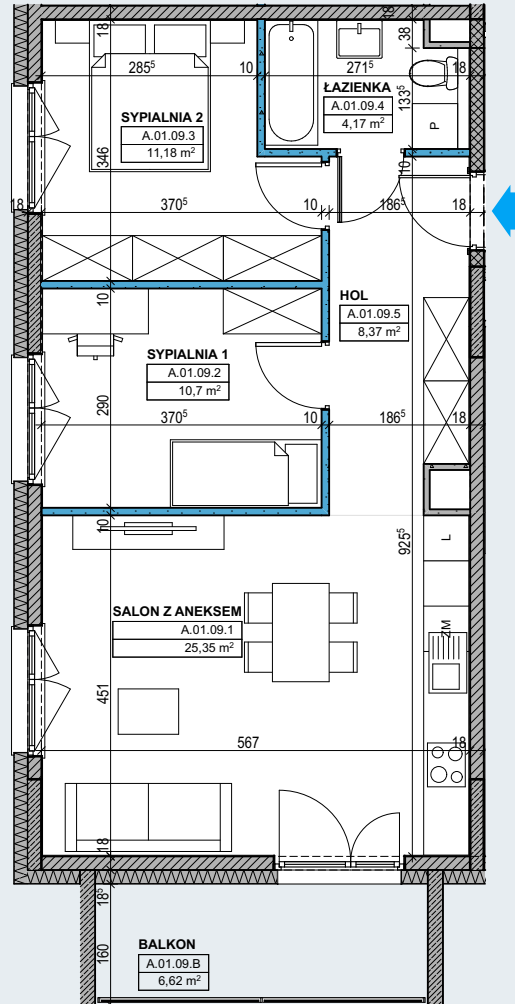 18
38
285⁵
10
271⁵
18
ŁAZIENKA
A.01.09.4
4,17 m²
133⁵
P
SYPIALNIA 2
A.01.09.3
11,18 m²
346
10
18
370⁵
10
186⁵
18
10
HOL
A.01.09.5
8,37 m²
SYPIALNIA 1
A.01.09.2
10,7 m²
290
370⁵
10
186⁵
18
10
925⁵
L
SALON Z ANEKSEM
A.01.09.1
25,35 m²
ZM
451
567
18
18
18⁵
160
BALKON
A.01.09.B
6,62 m²